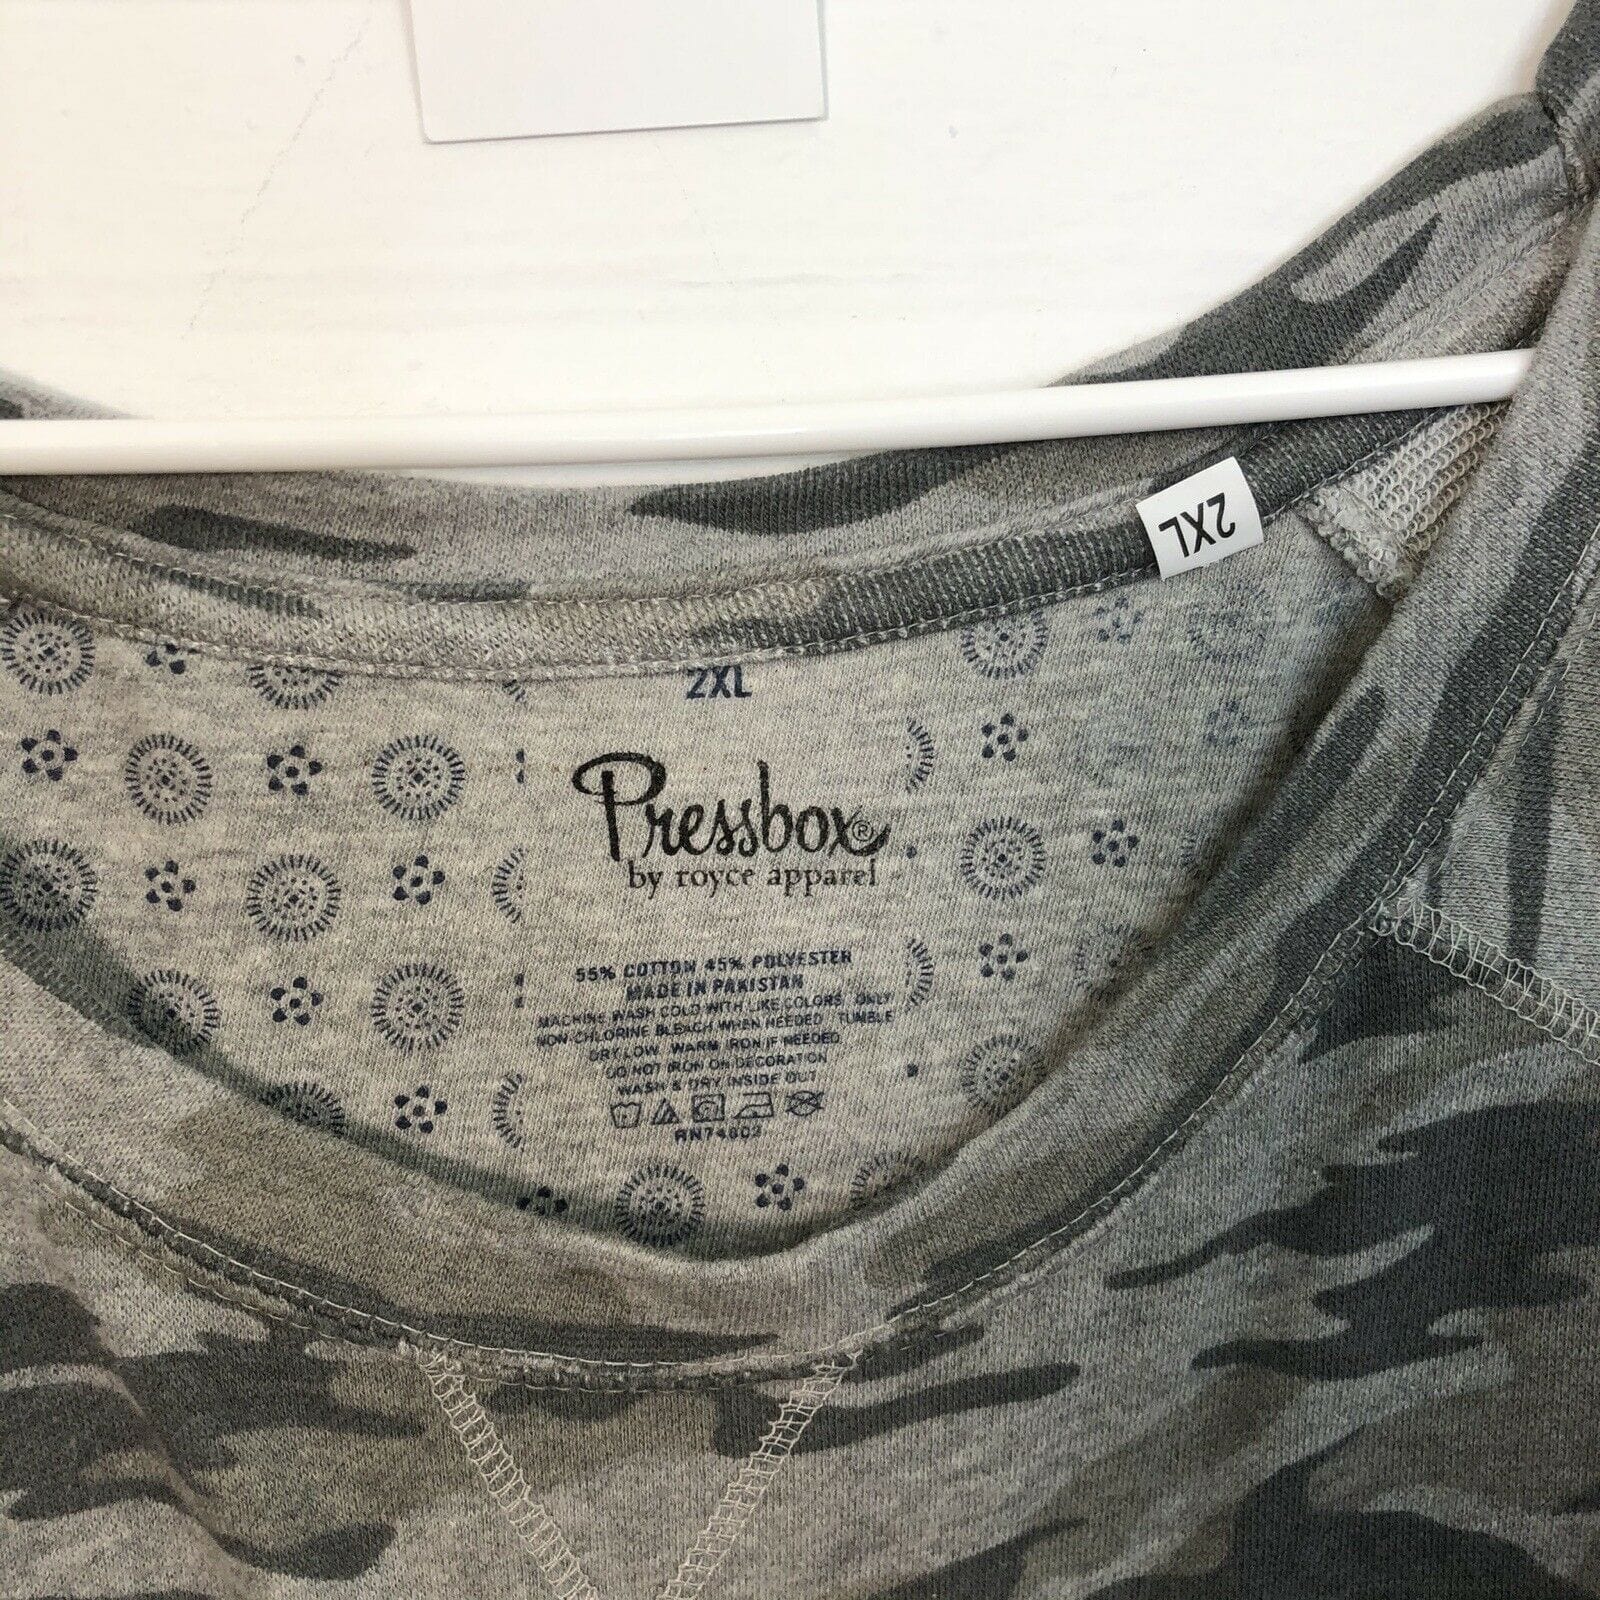 2XL
2XL
Pressbox®
by royce apparel
55% COTTON 45% POLYESTER
MADE IN PAKISTAN
MACHINE WASH COLD WITH LIKE COLORS ONLY
NON CHLORINE BLEACH WHEN NEEDED TUMBLE
DRY LOW WARM IRON IF NEEDED
DO NOT IRON ON DECORATION
WASH & DRY INSIDE OUT
RN74802